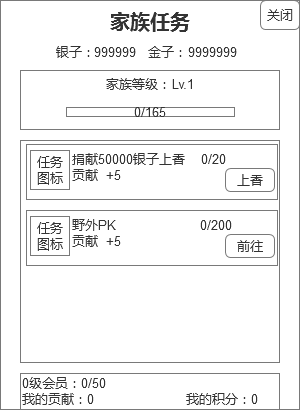 关闭
家族任务
银子：999999 金子：9999999
家族等级：Lv.1
0/165
任务图标
捐献50000银子上香 0/20
贡献 +5
上香
任务图标
野外PK 0/200
贡献 +5
前往
0级会员：0/50
我的贡献：0 我的积分：0